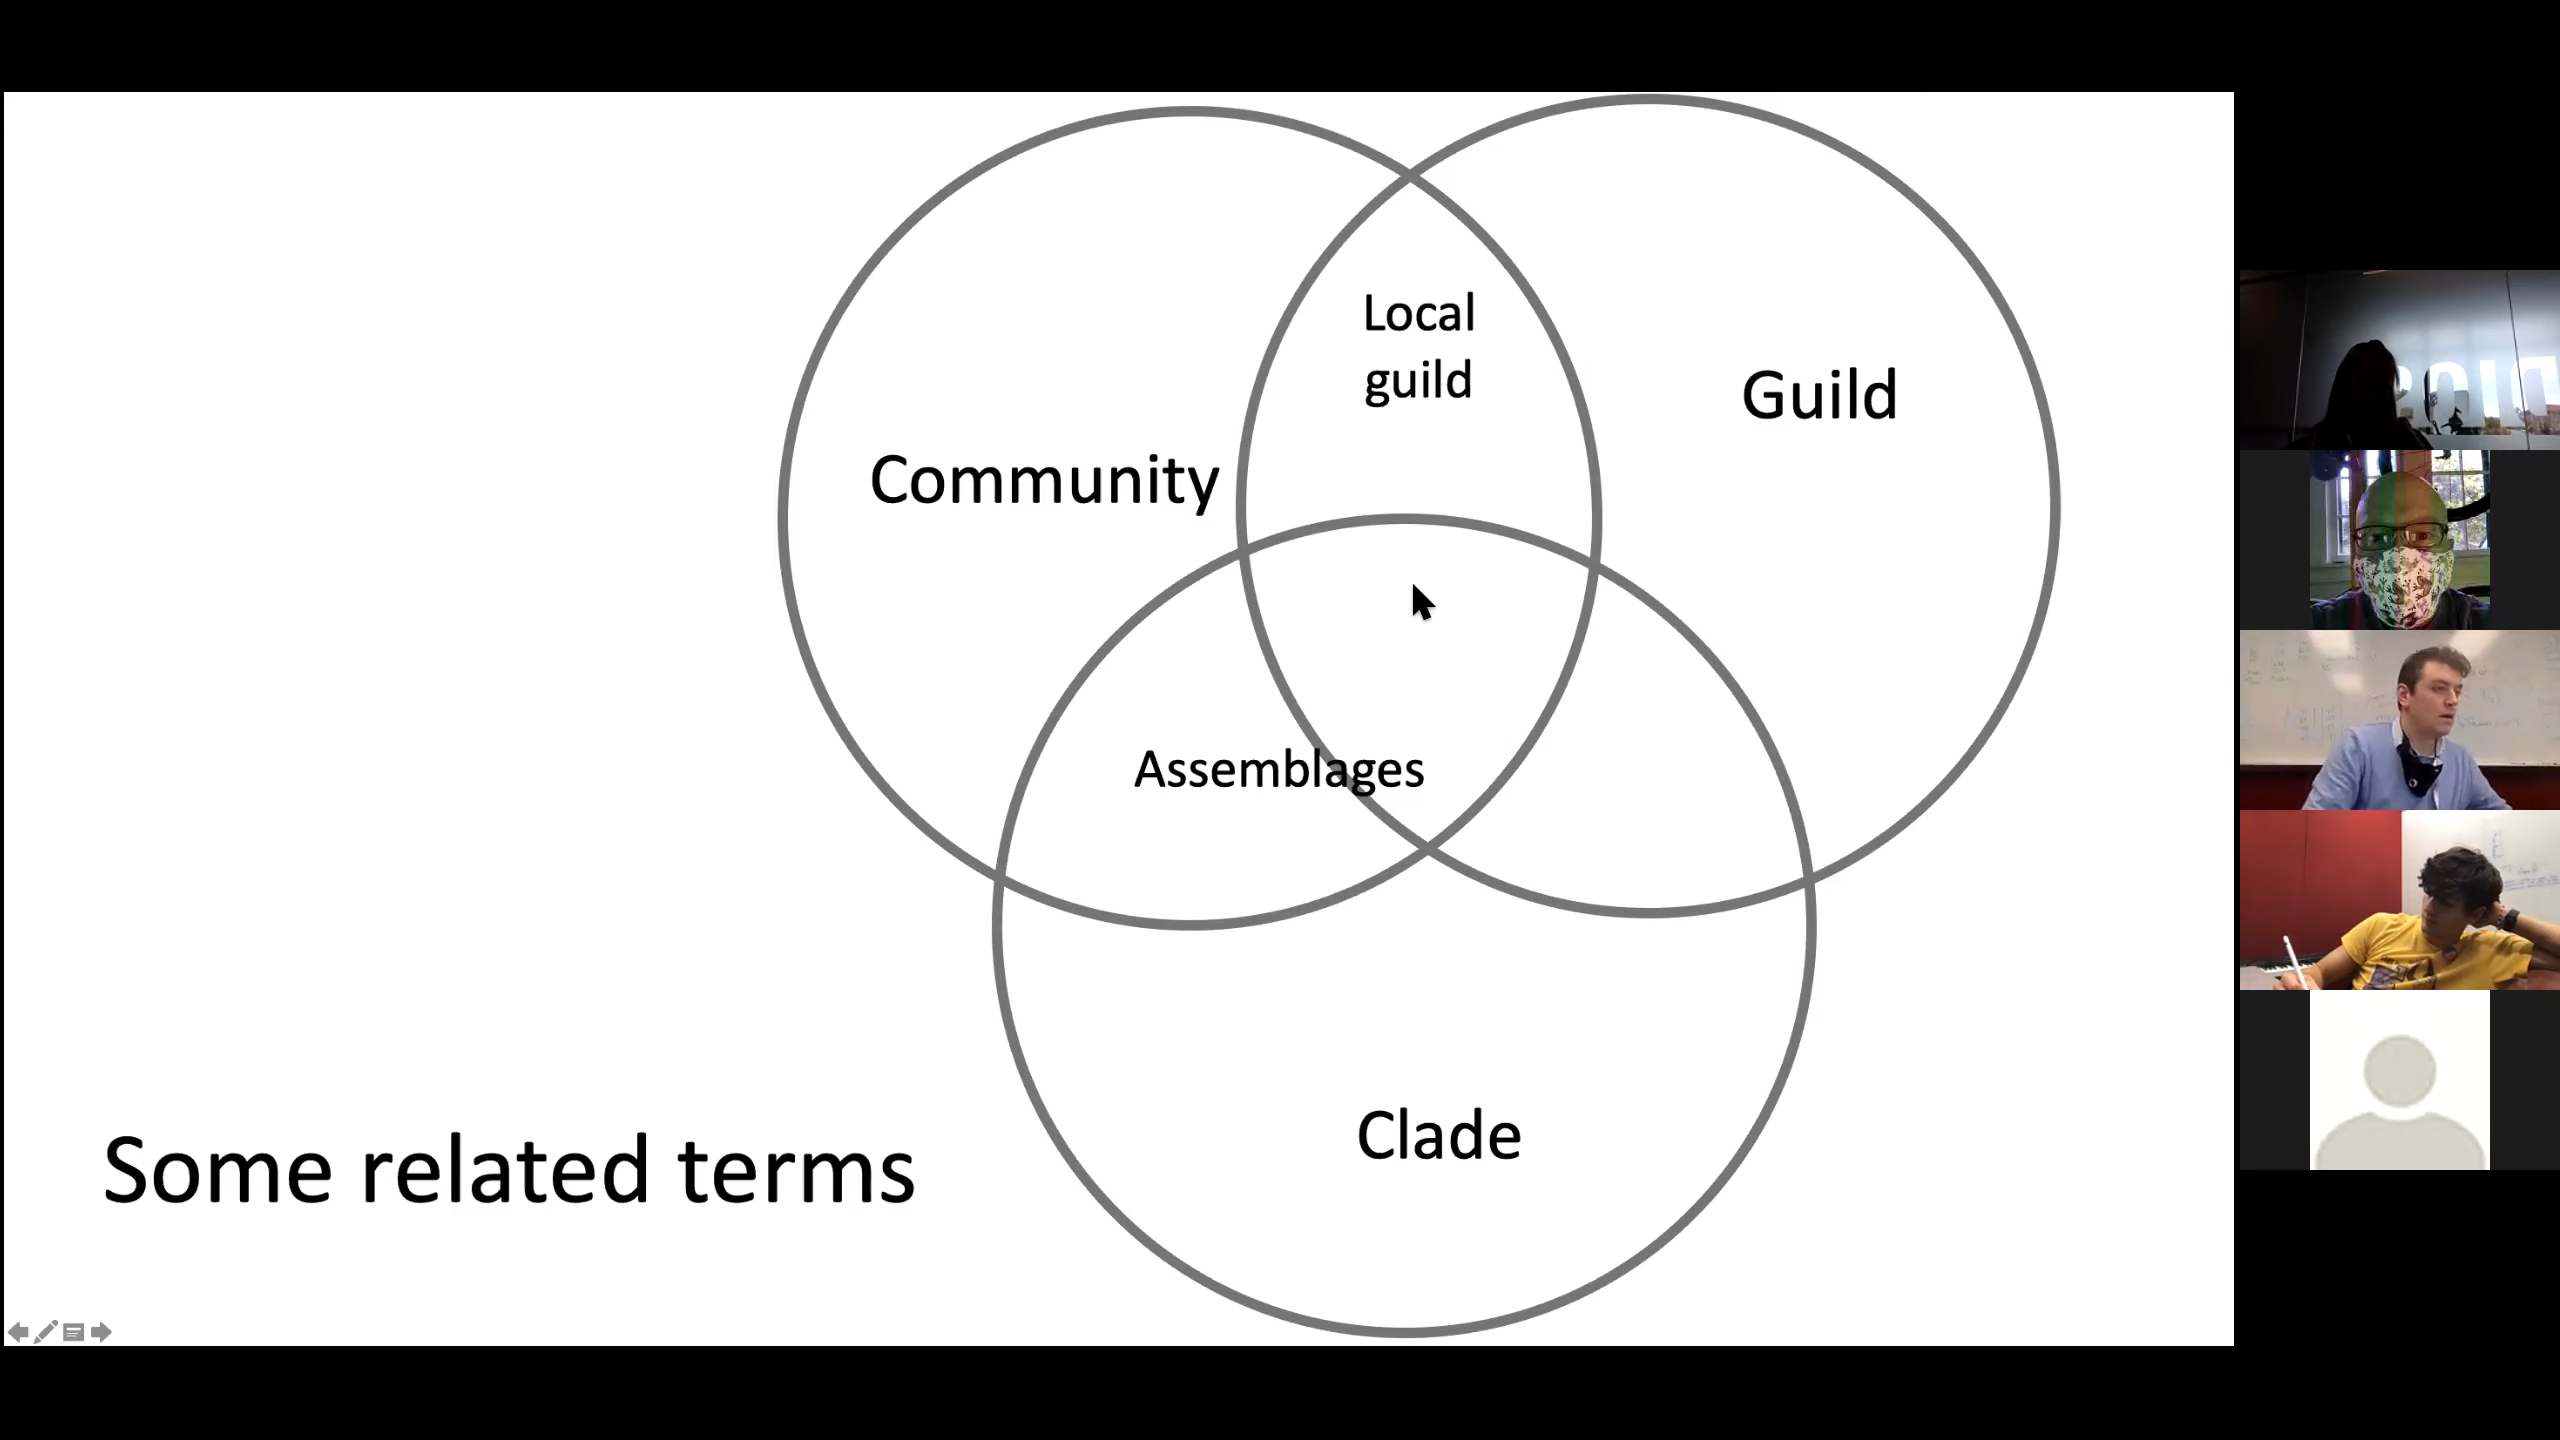 Local
guild
Guild
Community
Assemblages
Clade
Some related terms